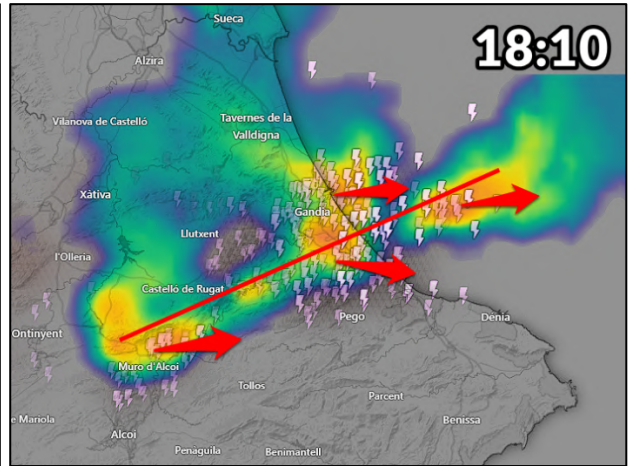 Sueca
18:10
Alzira
Tavernes de la
Valldigna
Vilanova de Castelló
Xàtiva
Gandia
Llutxent
l'Olleria
Castelló de Rugat
Ontinyent
Pego
Dénia
Muro d'Alcoi
Tollos
Parcent
e Mariola
Benissa
Alcoi
Penàguila
Benimantell